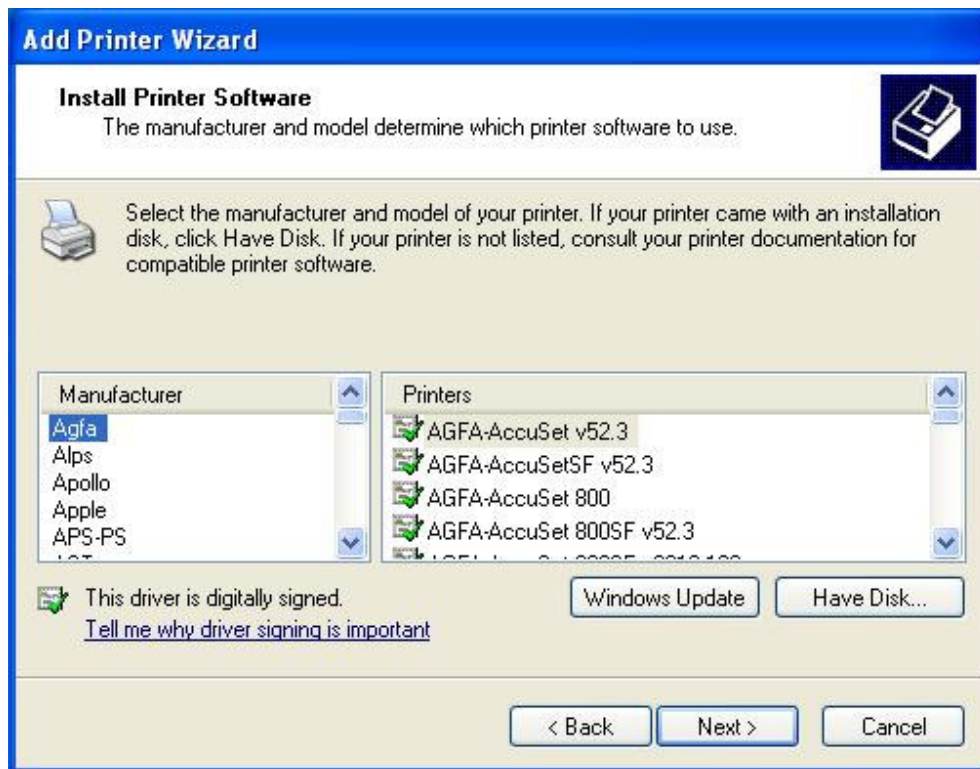 Add Printer Wizard
Install Printer Software
The manufacturer and model determine which printer software to use.
Select the manufacturer and model of your printer. If your printer came with an installation
disk, click Have Disk. If your printer is not listed, consult your printer documentation for
compatible printer software.
Manufacturer
Agfa
Alps
Apollo
Apple
APS-PS
Printers
AGFA-AccuSet v52.3
AGFA-AccuSetSF v52.3
AGFA-AccuSet 800
AGFA-AccuSet 800SF v52.3
This driver is digitally signed.
Tell me why driver signing is important
Windows Update
Have Disk...
< Back
Next >
Cancel